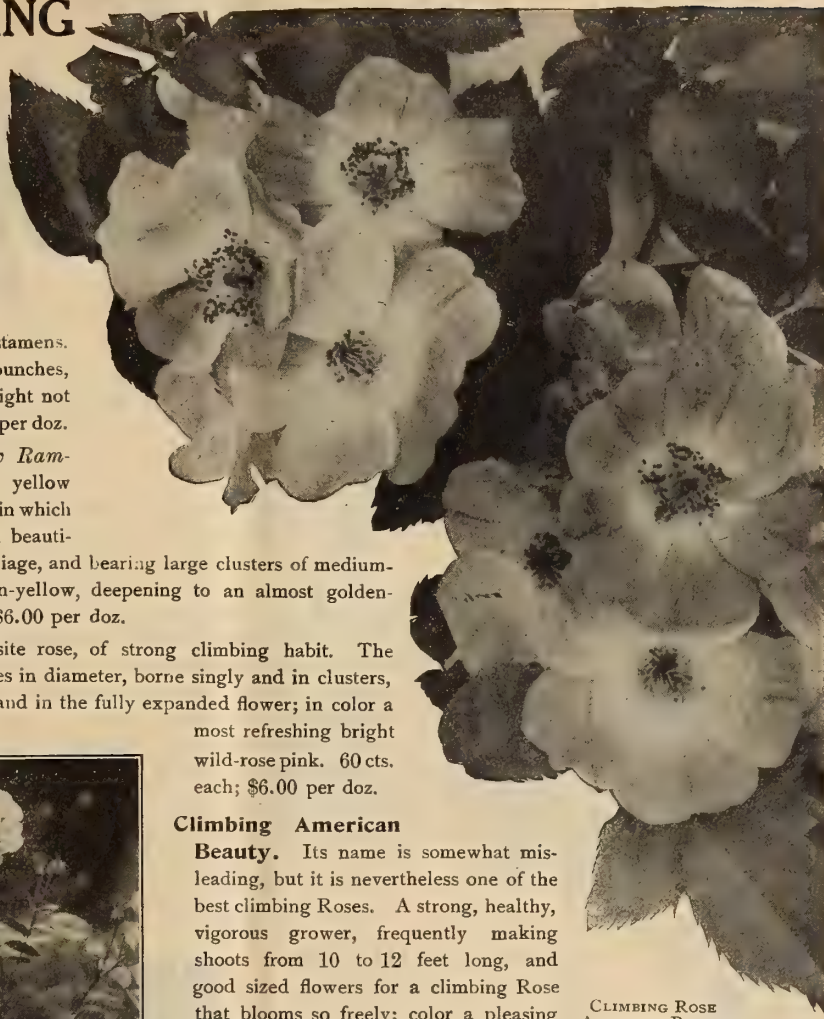 NG
tamens.
unches,
ight not
per doz.
Ram-
yellow
in which
beauti-
iage, and bearing large clusters of medium-
n-yellow, deepening to an almost golden-
$6.00 per doz.
site rose, of strong climbing habit. The
es in diameter, borne singly and in clusters,
and in the fully expanded flower; in color a
most refreshing bright
wild-rose pink. 60 cts.
each; $6.00 per doz.
Climbing American
Beauty. Its name is somewhat mis-
leading, but it is nevertheless one of the
best climbing Roses. A strong, healthy,
vigorous grower, frequently making
shoots from 10 to 12 feet long, and
good sized flowers for a climbing Rose
that blooms so freely; color a pleasing
CLIMBING ROSE